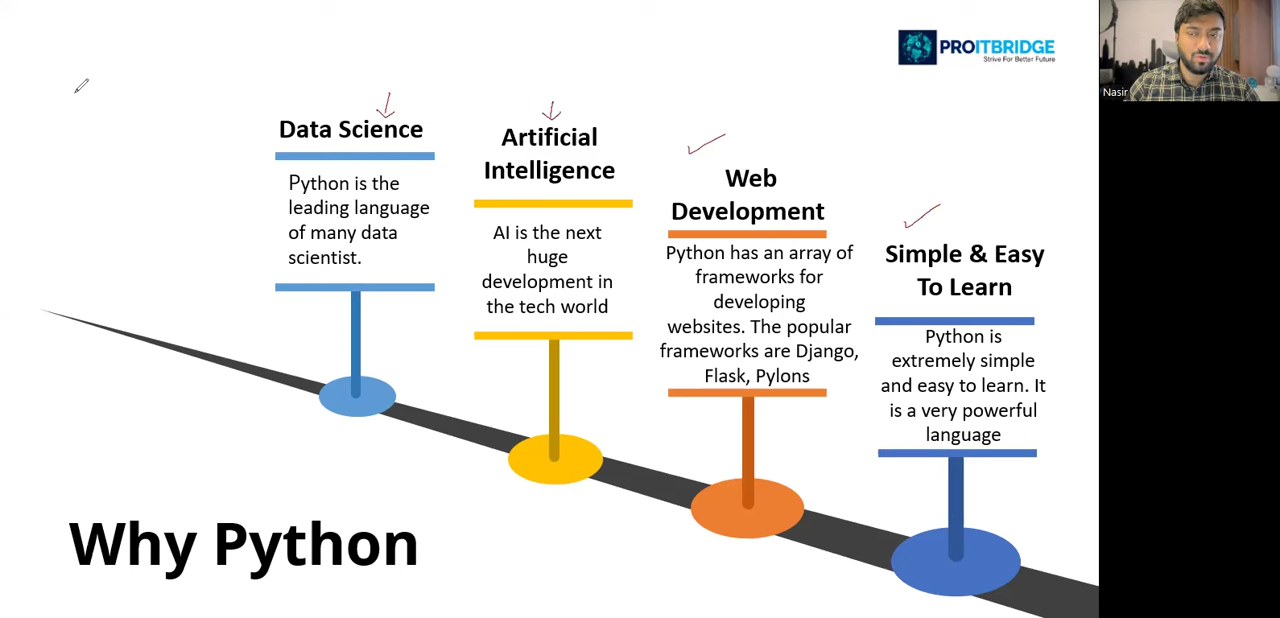 PROITBRIDGE
Strive For Better Future
Nasir
Data Science
Python is the
leading language
of many data
scientist.
Artificial
Intelligence
AI is the next
huge
development in
the tech world
Web
Development
Python has an array of
frameworks for
developing
websites. The popular
frameworks are Django,
Flask, Pylons
Simple & Easy
To Learn
Python is
extremely simple
and easy to learn. It
is a very powerful
language
Why Python